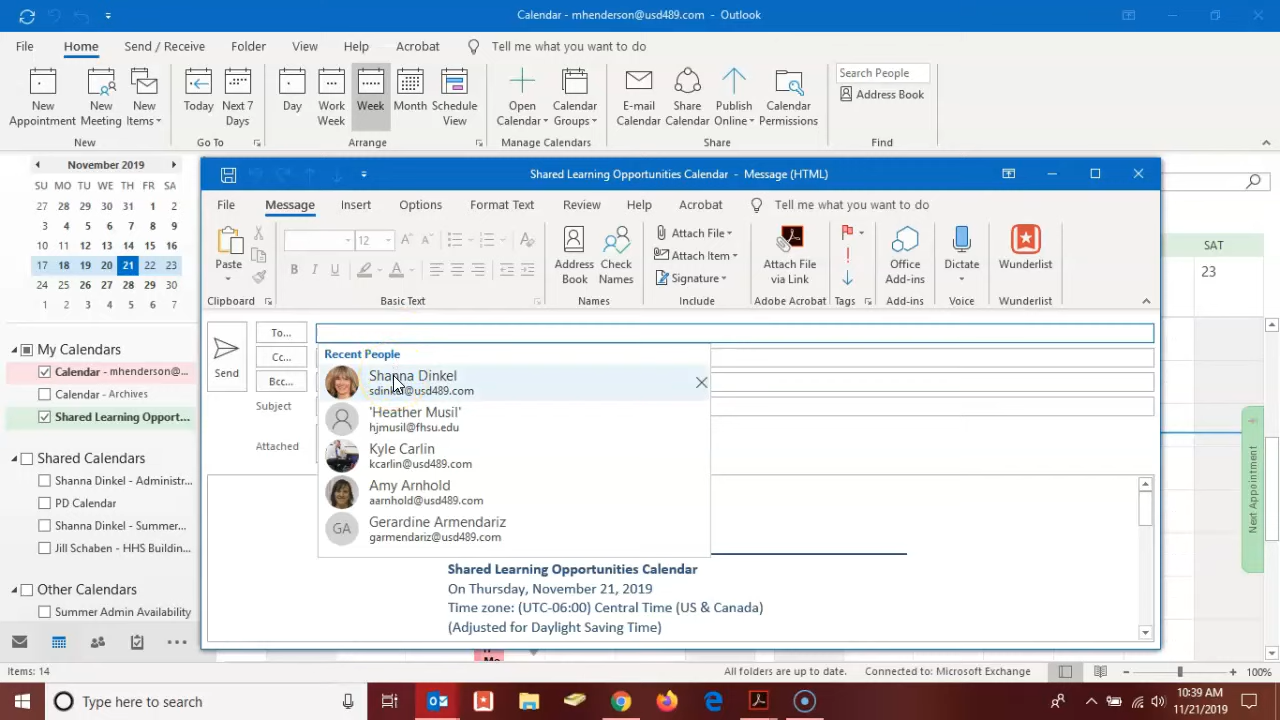 Calendar - mhenderson@usd489.com - Outlook
File Home Send / Receive Folder View Help Acrobat Tell me what you want to do
New Appointment
New Meeting
New Items
Today
Next 7 Days
Day
Work Week
Week
Month
Schedule View
Open Calendar
Calendar Groups
E-mail Calendar
Share Calendar
Publish Online
Calendar Permissions
Search People
Address Book
New Go To Arrange Manage Calendars Share Find
November 2019
SU MO TU WE TH FR SA
27 28 29 30 31 1 2
3 4 5 6 7 8 9
10 11 12 13 14 15 16
17 18 19 20 21 22 23
24 25 26 27 28 29 30
1 2 3 4 5 6 7
My Calendars
Calendar - mhenderson@...
Calendar - Archives
Shared Learning Opport...
Shared Calendars
Shanna Dinkel - Administr...
PD Calendar
Shanna Dinkel - Summer...
Jill Schaben - HHS Buildin...
Other Calendars
Summer Admin Availability
SAT
23
Next Appointment
Shared Learning Opportunities Calendar - Message (HTML)
File Message Insert Options Format Text Review Help Acrobat Tell me what you want to do
Paste
12
B I U
Address Book
Check Names
Attach File
Attach Item
Signature
Attach File via Link
Office Add-ins
Dictate
Wunderlist
Clipboard Basic Text Names Include Adobe Acrobat Tags Add-ins Voice Wunderlist
Send
To...
Cc...
Bcc...
Subject
Attached
Recent People
Shanna Dinkel
sdinkel@usd489.com
'Heather Musil'
hjmusil@fhsu.edu
Kyle Carlin
kcarlin@usd489.com
Amy Arnhold
aarnhold@usd489.com
GA
Gerardine Armendariz
garmendariz@usd489.com
Shared Learning Opportunities Calendar
On Thursday, November 21, 2019
Time zone: (UTC-06:00) Central Time (US & Canada)
(Adjusted for Daylight Saving Time)
Items: 14
All folders are up to date. Connected to: Microsoft Exchange
100%
Type here to search
10:39 AM
11/21/2019